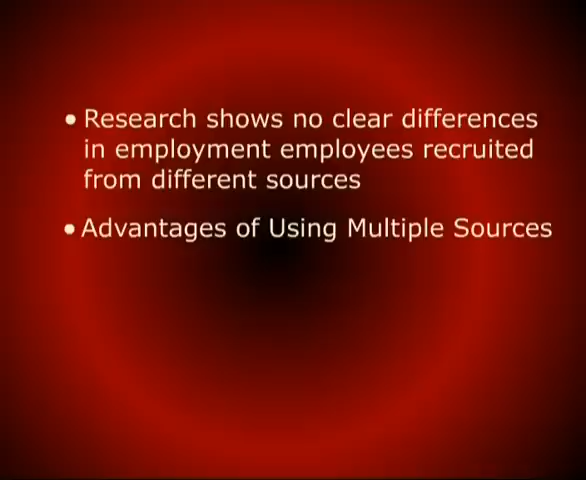 • Research shows no clear differences
in employment employees recruited
from different sources
• Advantages of Using Multiple Sources